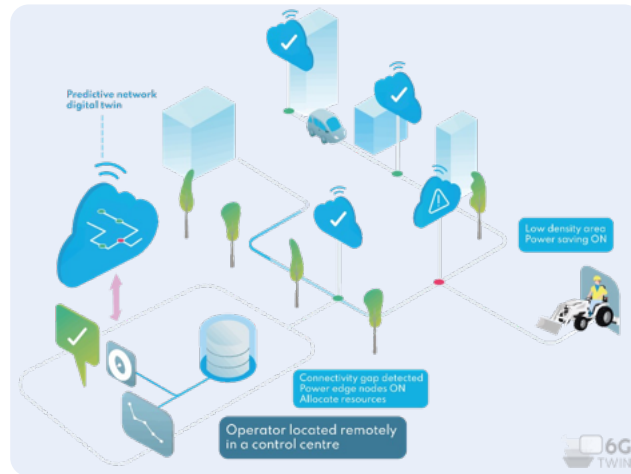 Predictive network
digital twin
Low density area
Power saving ON
Connectivity gap detected
Power edge nodes ON
Allocate resources
Operator located remotely
in a control centre
6G
TWIN